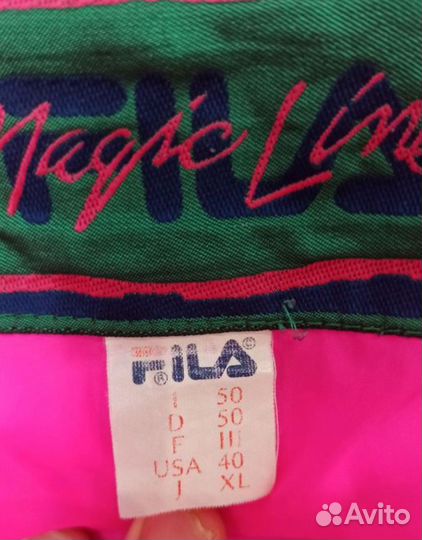 Magic Line
FILA
FILA ® ©
I 50
D 50
F III
USA 40
J XL
Avito